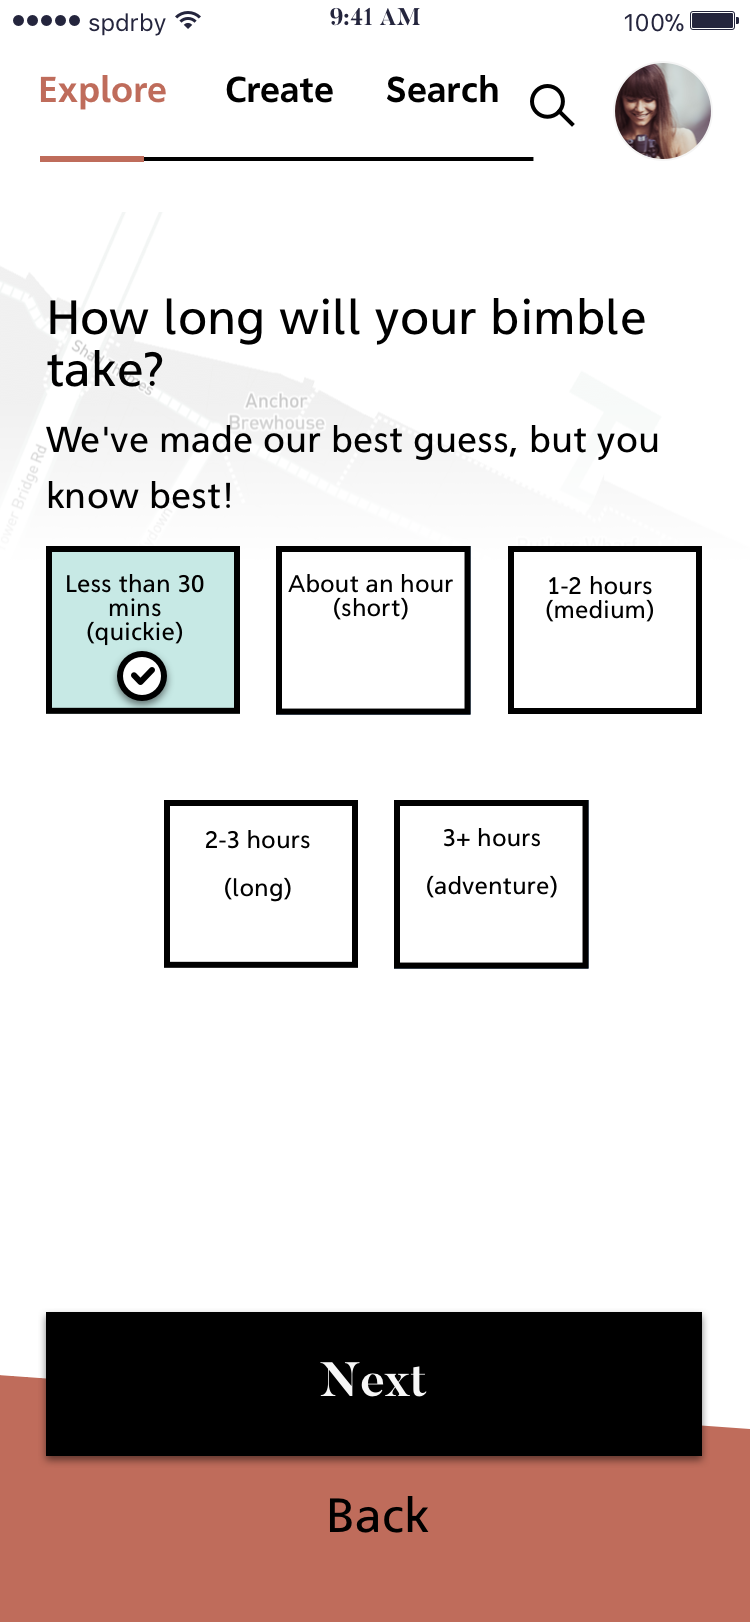 spdrby 9:41 AM 100%
Explore Create Search
How long will your bimble
take?
Anchor
Brewhouse
We've made our best guess, but you
know best!
Less than 30
mins
(quickie)
About an hour
(short)
1-2 hours
(medium)
2-3 hours
(long)
3+ hours
(adventure)
Next
Back